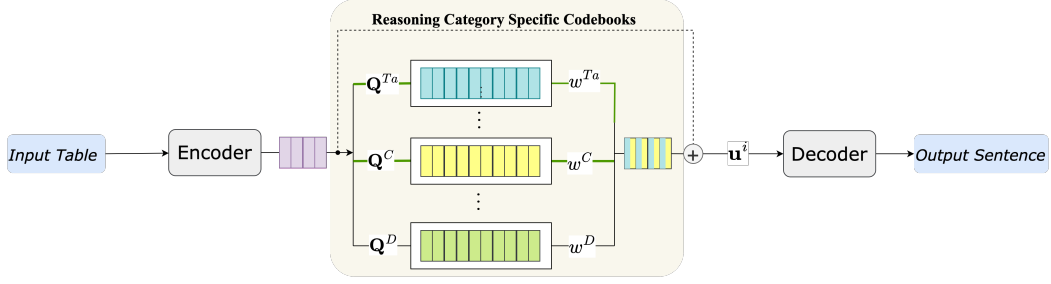 Reasoning Category Specific Codebooks
Q^{Ta}
w^{Ta}
Input Table
Encoder
Q^{C}
w^{C}
+
u^{i}
Decoder
Output Sentence
Q^{D}
w^{D}